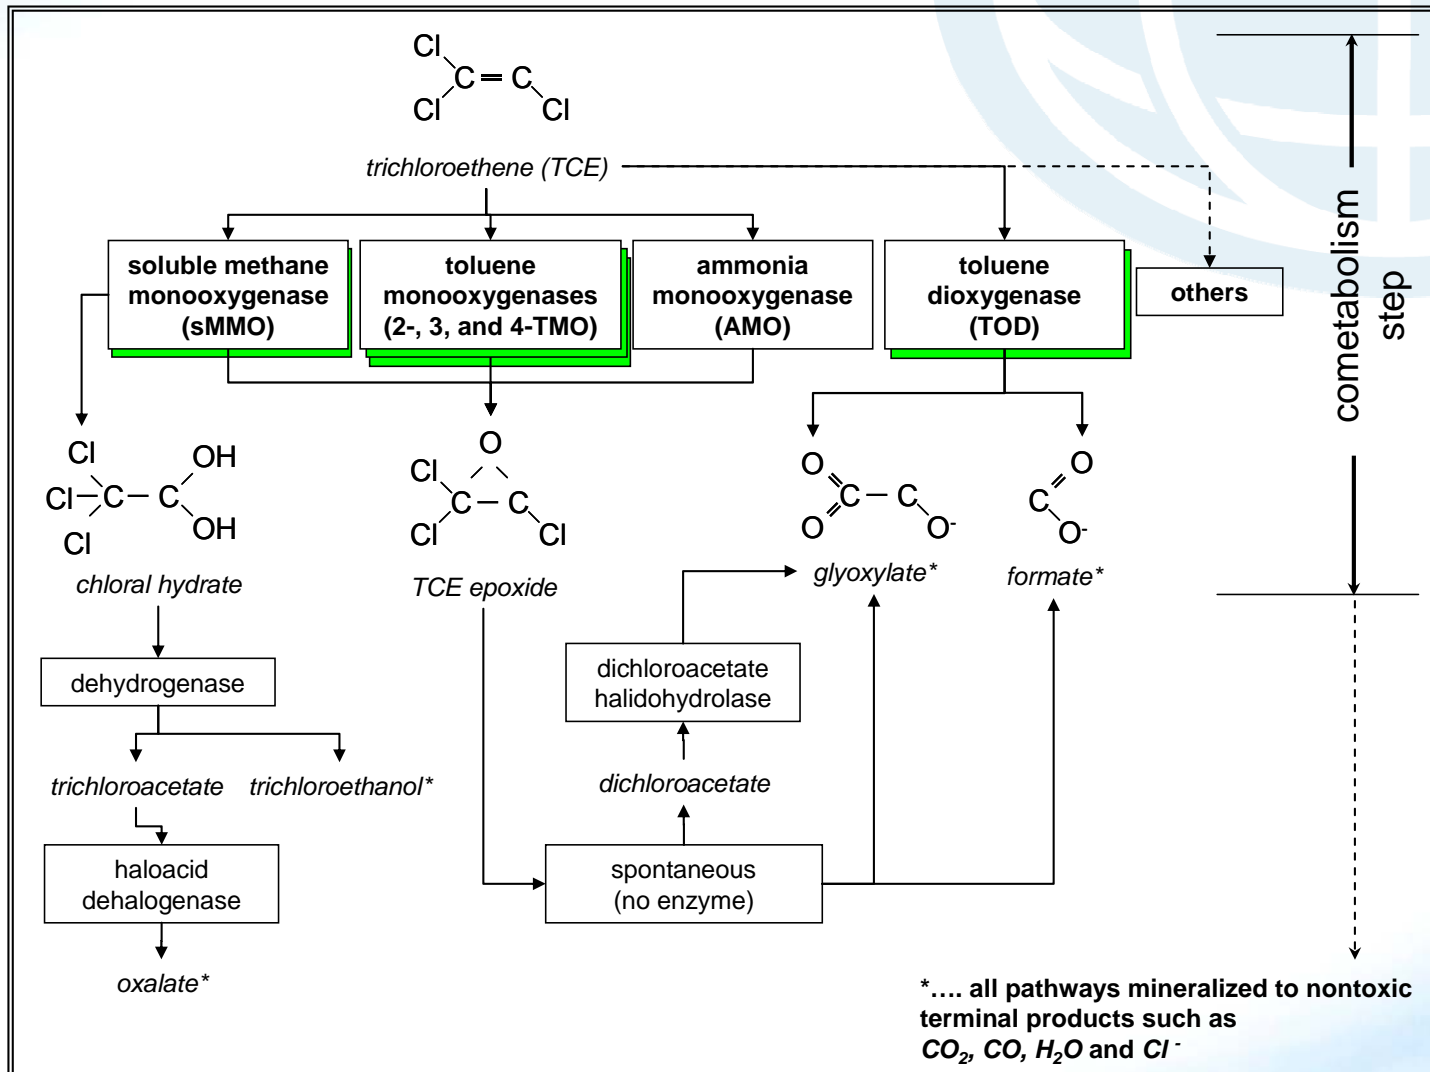 Cl
C = C
Cl
Cl
trichloroethene (TCE)
soluble methane
monooxygenase
(sMMO)
toluene
monooxygenases
(2-, 3, and 4-TMO)
ammonia
monooxygenase
(AMO)
toluene
dioxygenase
(TOD)
others
cometabolism
step
Cl
OH
Cl — C — C
Cl
OH
chloral hydrate
O
Cl
C — C
Cl
Cl
TCE epoxide
O
C — C
O
O-
glyoxylate*
O
C
O-
formate*
dehydrogenase
dichloroacetate
halidohydrolase
trichloroacetate
trichloroethanol*
dichloroacetate
haloacid
dehalogenase
spontaneous
(no enzyme)
oxalate*
*.... all pathways mineralized to nontoxic
terminal products such as
CO2, CO, H2O and Cl -